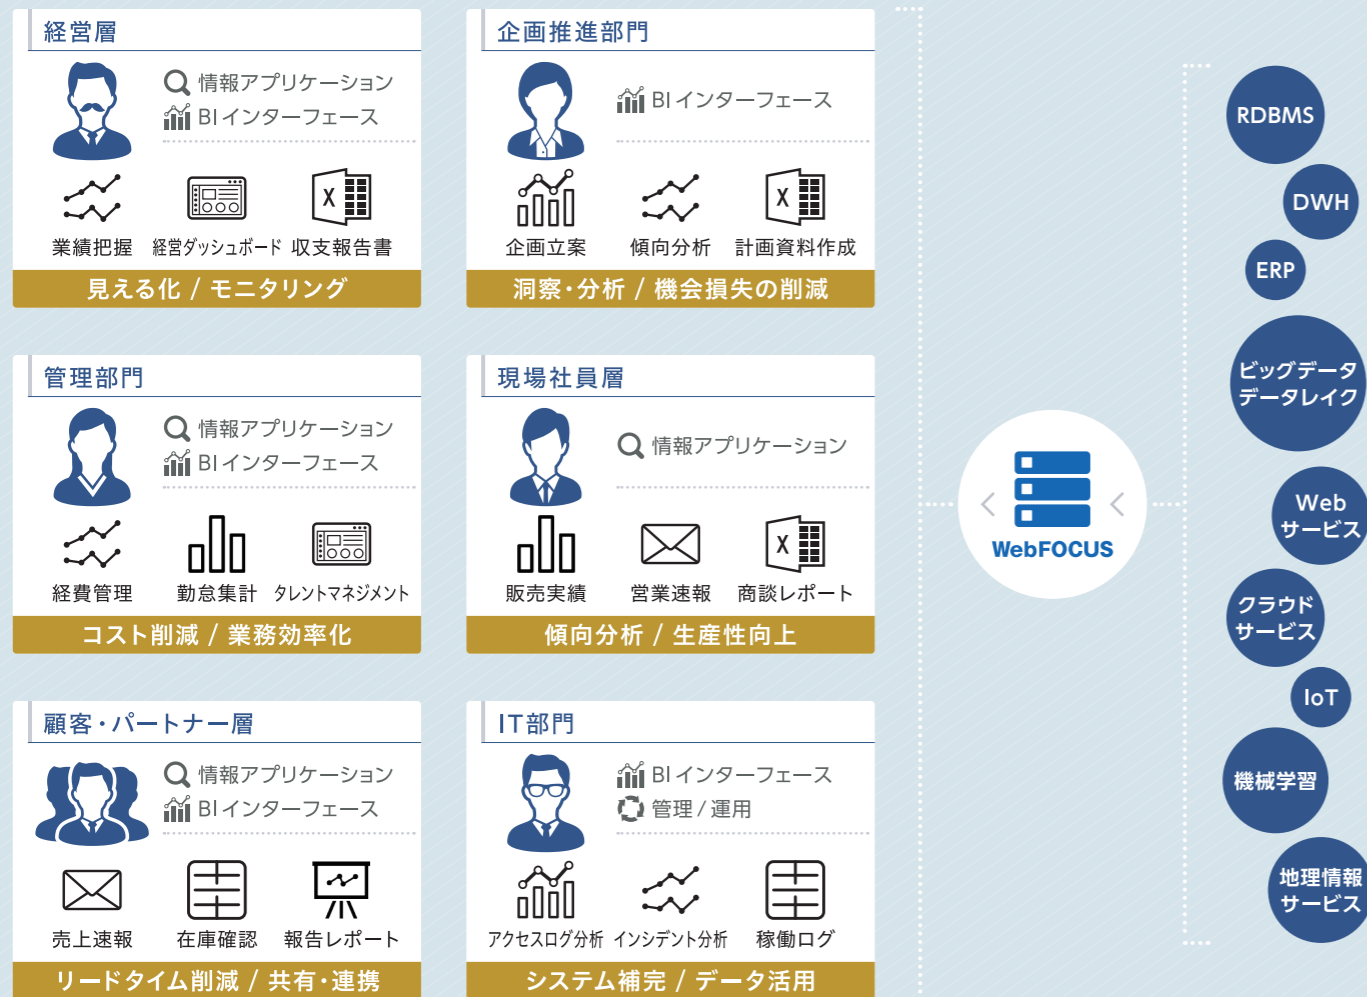 経営層
情報アプリケーション
BIインターフェース
X
業績把握
経営ダッシュボード
収支報告書
見える化 / モニタリング
企画推進部門
BIインターフェース
X
企画立案
傾向分析
計画資料作成
洞察・分析 / 機会損失の削減
管理部門
情報アプリケーション
BIインターフェース
経費管理
勤怠集計
タレントマネジメント
コスト削減 / 業務効率化
現場社員層
情報アプリケーション
X
販売実績
営業速報
商談レポート
傾向分析 / 生産性向上
顧客・パートナー層
情報アプリケーション
BIインターフェース
売上速報
在庫確認
報告レポート
リードタイム削減 / 共有・連携
IT部門
BIインターフェース
管理 / 運用
アクセスログ分析
インシデント分析
稼働ログ
システム補完 / データ活用
WebFOCUS
RDBMS
DWH
ERP
ビッグデータ
データレイク
Web
サービス
クラウド
サービス
IoT
機械学習
地理情報
サービス